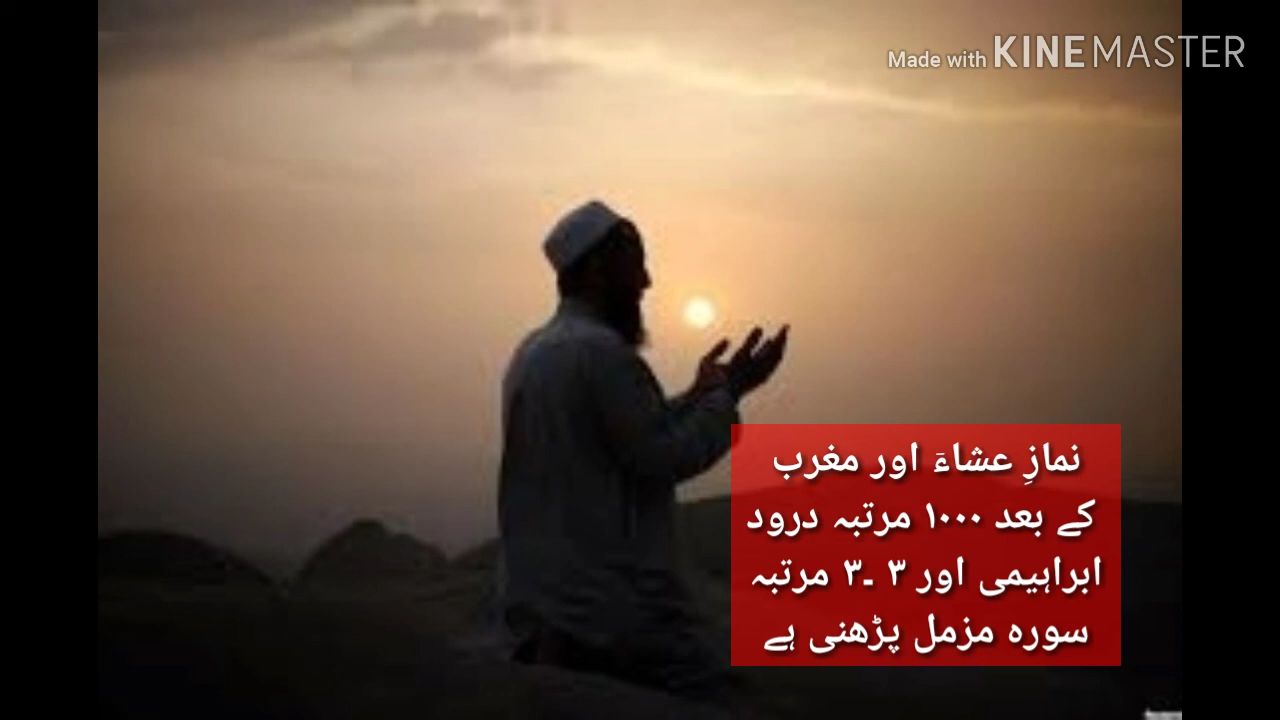 Made with KINEMASTER
نمازِ عشاءَ اور مغرب
کے بعد ۱۰۰۰ مرتبہ درود
ابراہیمی اور ۳ ۔۳ مرتبہ
سورہ مزمل پڑھنی ہے